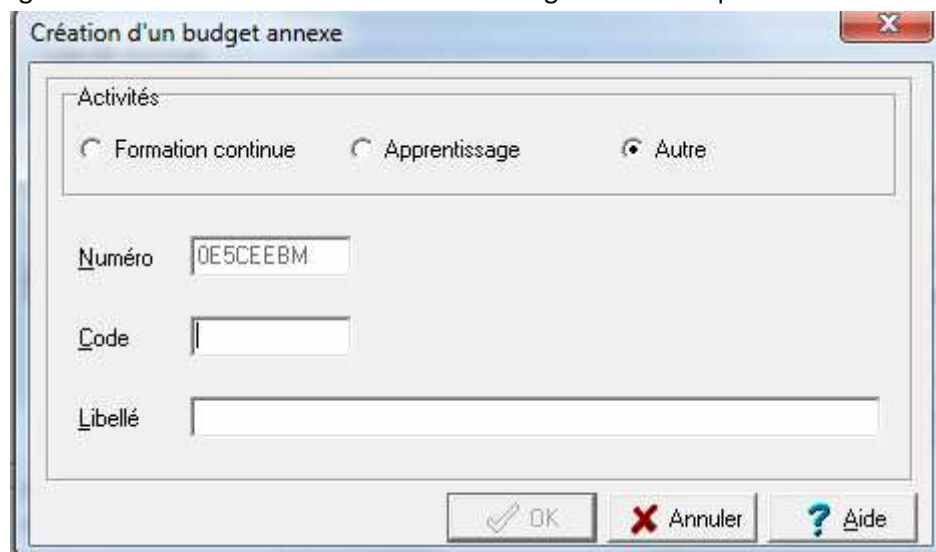 Création d'un budget annexe
Activités
Formation continue Apprentissage Autre
Numéro 0E5CEEBM
Code
Libellé
OK Annuler ? Aide